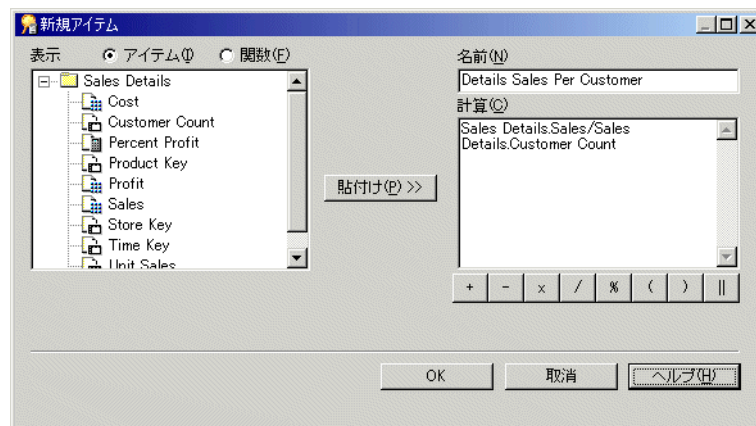 新規アイテム
表示 アイテム(I) 関数(F)
Sales Details
Cost
Customer Count
Percent Profit
Product Key
Profit
Sales
Store Key
Time Key
Unit Sales
貼付け(P) >>
名前(N)
Details Sales Per Customer
計算(C)
Sales Details.Sales/Sales
Details.Customer Count
+ - x / % ( ) ||
OK 取消 ヘルプ(H)